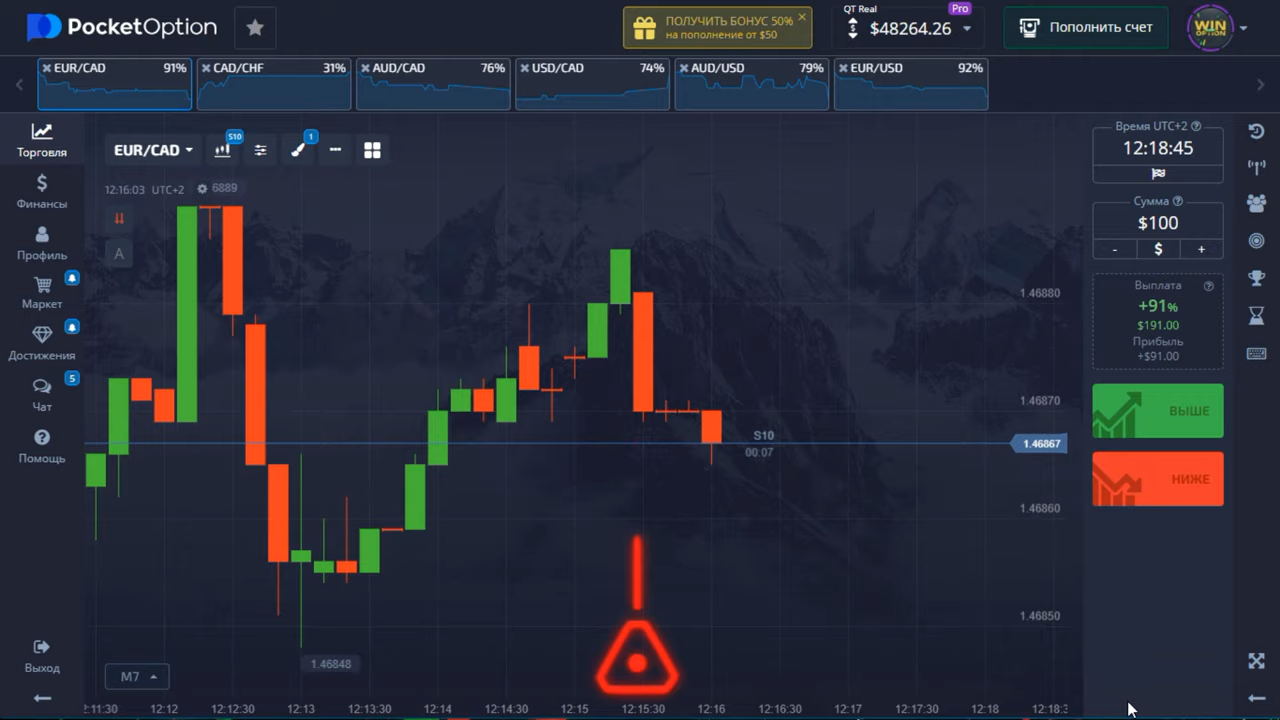 PocketOption
ПОЛУЧИТЬ БОНУС 50%
на пополнение от $50
QT Real
Pro
$48264.26
Пополнить счет
WIN
OPTION
EUR/CAD 91%
CAD/CHF 31%
AUD/CAD 76%
USD/CAD 74%
AUD/USD 79%
EUR/USD 92%
Торговля
Финансы
Профиль
Маркет
Достижения
5
Чат
Помощь
Выход
EUR/CAD
S10
1
12:16:03 UTC+2
6889
A
1.46880
1.46870
1.46867
1.46860
1.46850
S10
00:07
1.46848
M7
2:11:30 12:12 12:12:30 12:13 12:13:30 12:14 12:14:30 12:15 12:15:30 12:16 12:16:30 12:17 12:17:30 12:18 12:18:3
Время UTC+2
12:18:45
Сумма
$100
- $ +
Выплата
+91%
$191.00
Прибыль
+$91.00
ВЫШЕ
НИЖЕ